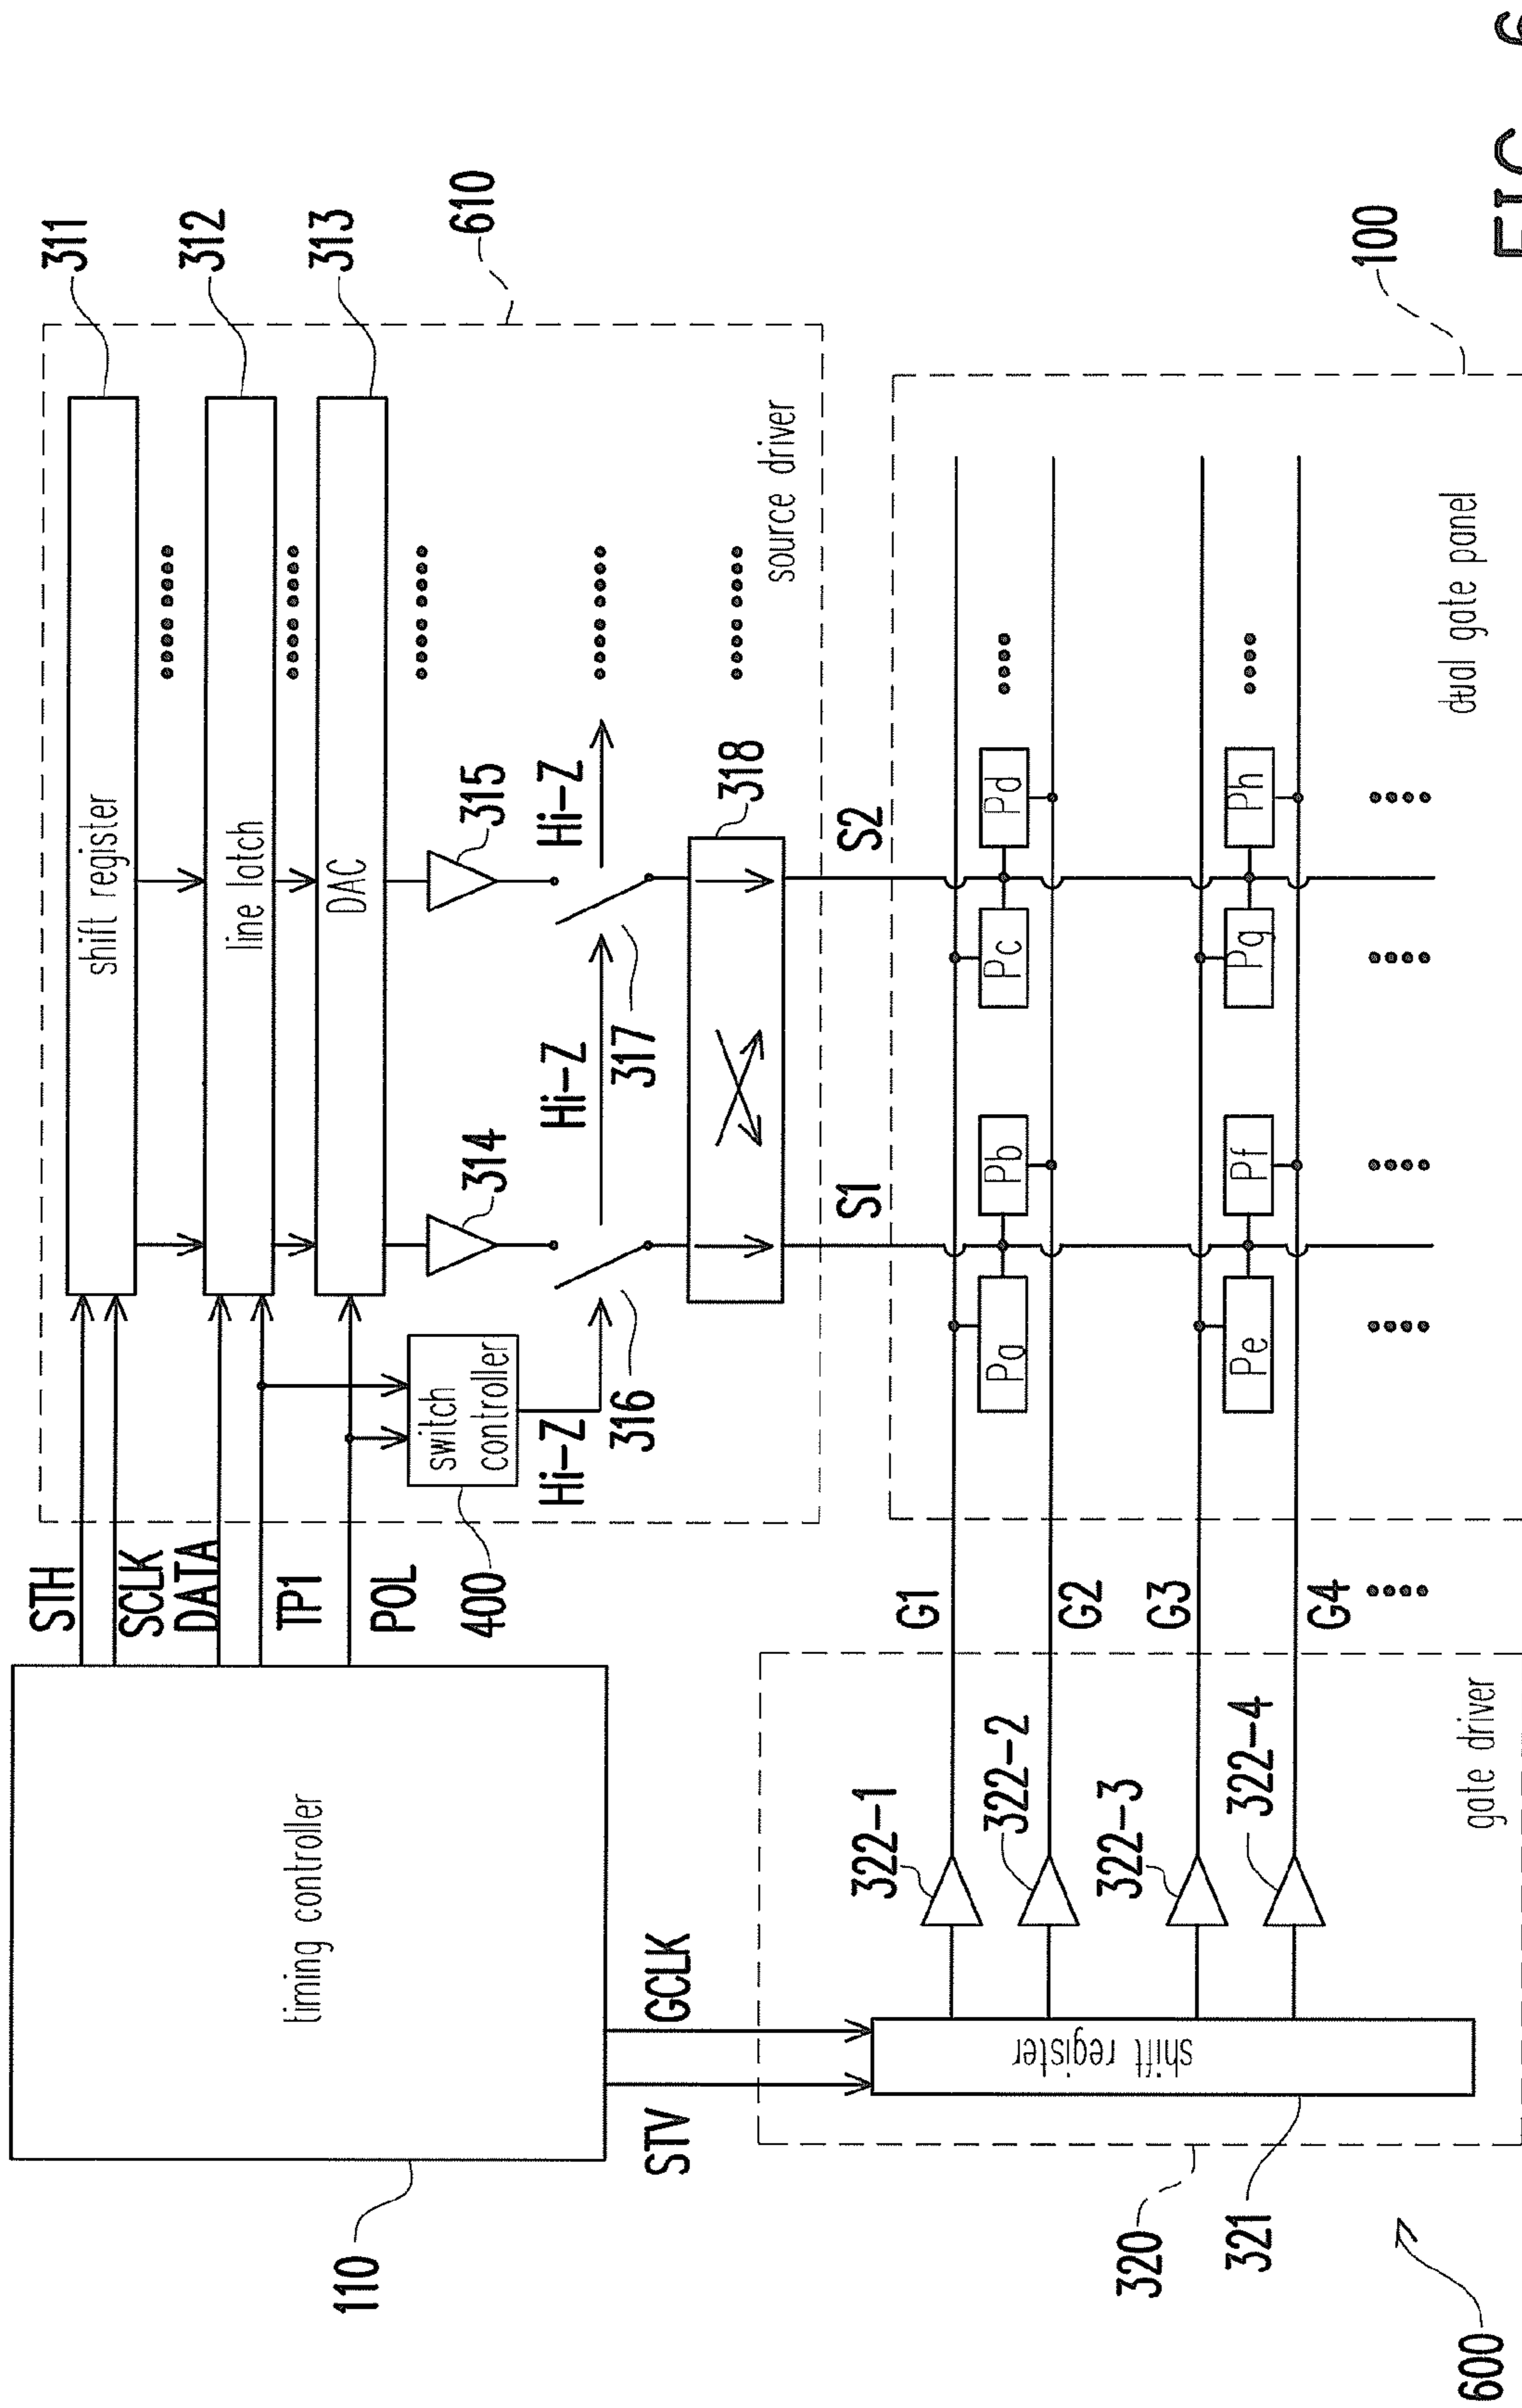 311
312
313
610
shift register
line latch
DAC
315
314
Hi-Z
Hi-Z
Hi-Z
317
316
318
switch
controller
400
source driver
STH
SCLK
DATA
TP1
POL
timing controller
110
GCLK
STV
S1
S2
100
Pa
Pb
Pc
Pd
Pe
Pf
Pg
Ph
dual gate panel
G1
G2
G3
G4
322-1
322-2
322-3
322-4
shift register
gate driver
320
321
600
FIG. 6